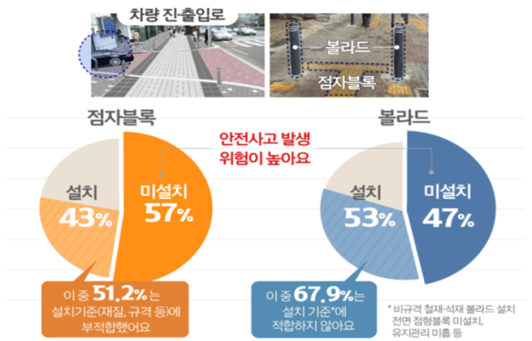 차량 진·출입로
볼라드
점자블록
점자블록
볼라드
안전사고 발생
위험이 높아요
설치
43%
미설치
57%
설치
53%
미설치
47%
이 중 51.2%는
설치기준(재질, 규격 등)에
부적합했어요
이 중 67.9%는
설치 기준*에
적합하지 않아요
* 비규격 철재·석재 볼라드 설치
전면 점형블록 미설치,
유지관리 미흡 등